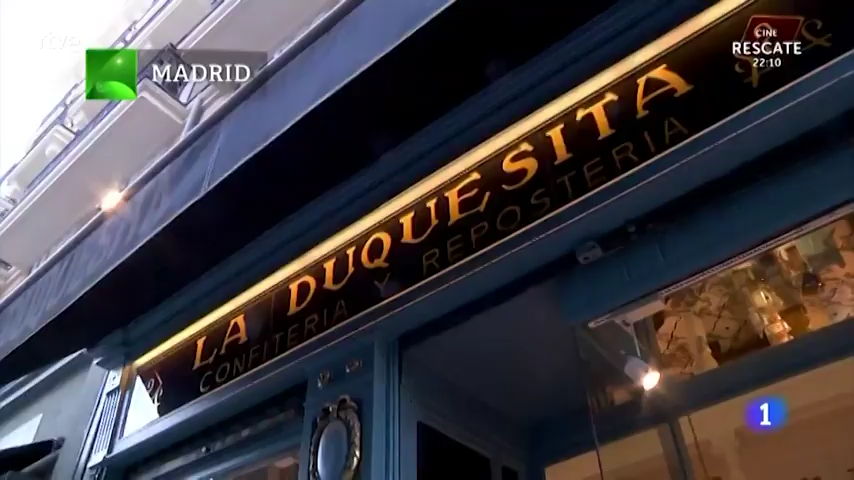 rtve
MADRID
CINE
RESCATE
22:10
LA DUQUESITA
CONFITERIA Y REPOSTERIA
1